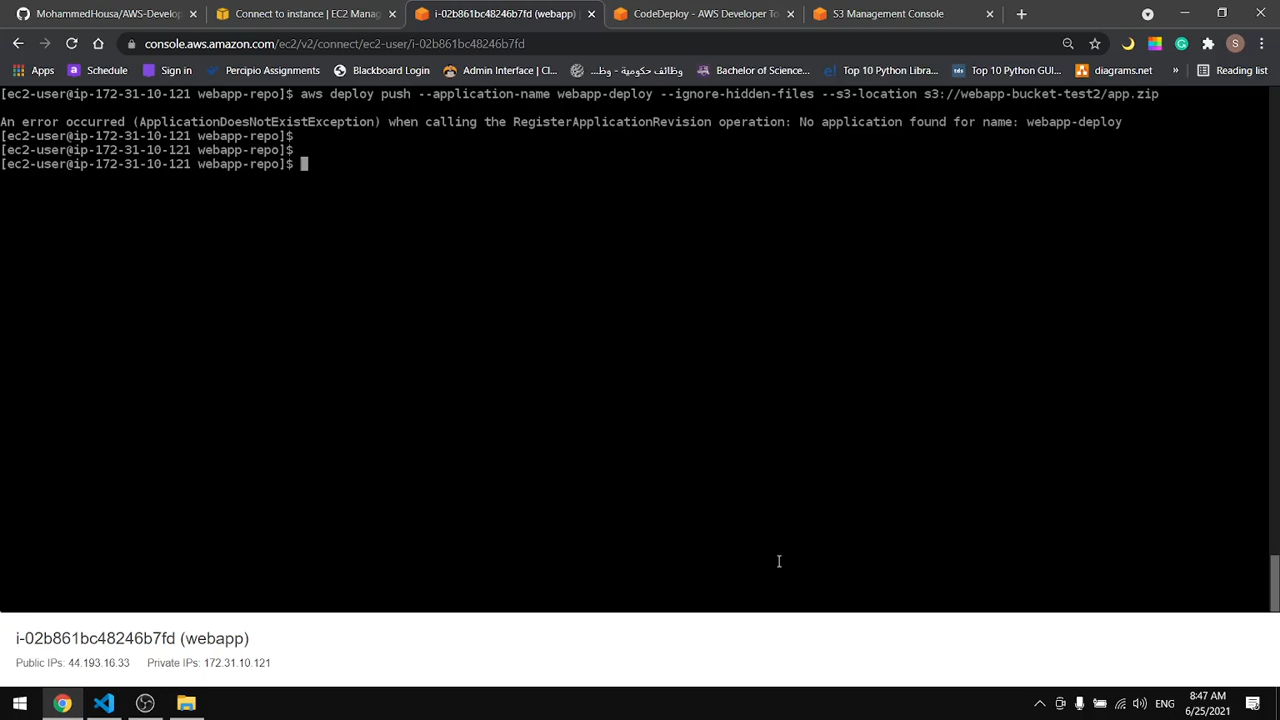 MohammedHousa/AWS-Develop
Connect to instance | EC2 Manag
i-02b861bc48246b7fd (webapp)
CodeDeploy - AWS Developer To
S3 Management Console
console.aws.amazon.com/ec2/v2/connect/ec2-user/i-02b861bc48246b7fd
S
Apps
Schedule
Sign in
Percipio Assignments
Blackboard Login
Admin Interface | Cl...
وظائف حكومية - وظ...
Bachelor of Science...
Top 10 Python Libr...
Top 10 Python GUI...
diagrams.net
»
Reading list
[ec2-user@ip-172-31-10-121 webapp-repo]$ aws deploy push --application-name webapp-deploy --ignore-hidden-files --s3-location s3://webapp-bucket-test2/app.zip
An error occurred (ApplicationDoesNotExistException) when calling the RegisterApplicationRevision operation: No application found for name: webapp-deploy
[ec2-user@ip-172-31-10-121 webapp-repo]$
[ec2-user@ip-172-31-10-121 webapp-repo]$
[ec2-user@ip-172-31-10-121 webapp-repo]$
i-02b861bc48246b7fd (webapp)
Public IPs: 44.193.16.33 Private IPs: 172.31.10.121
ENG
8:47 AM
6/25/2021